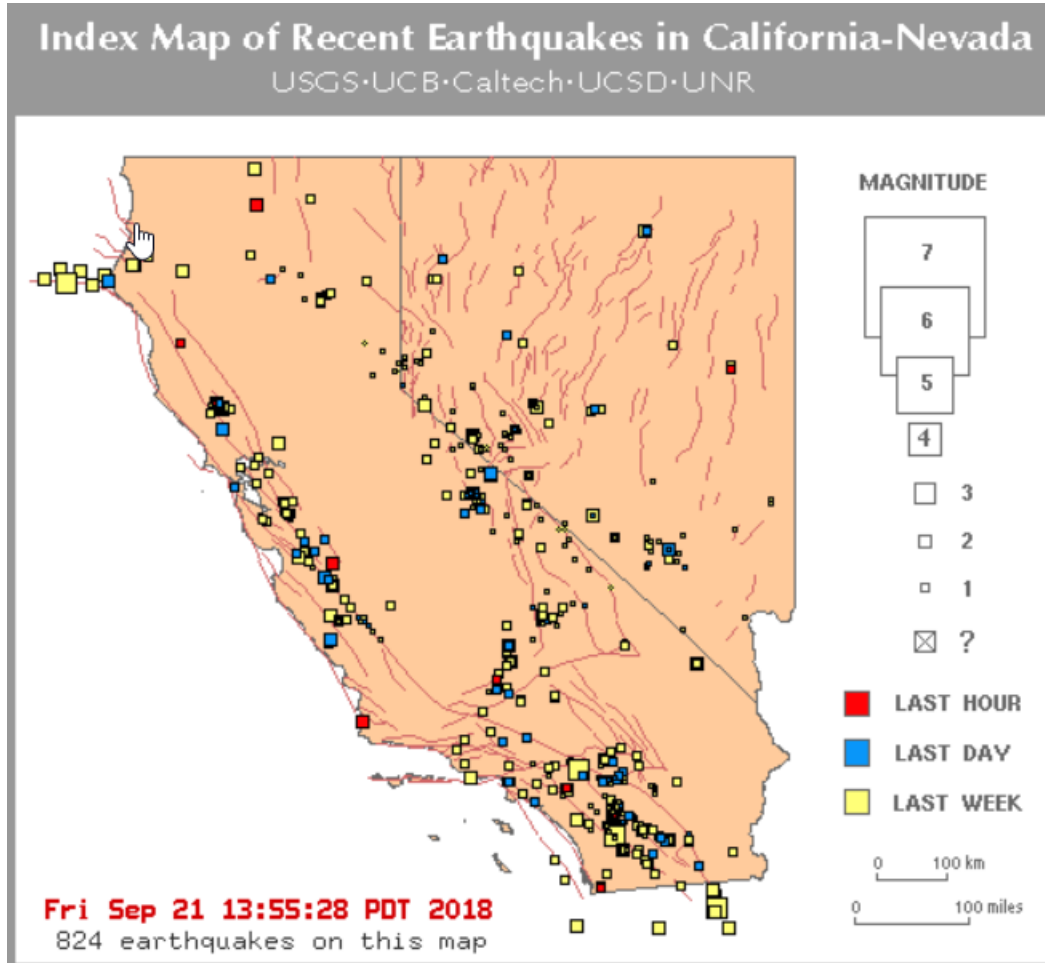 Index Map of Recent Earthquakes in California-Nevada
USGS·UCB·Caltech·UCSD·UNR
MAGNITUDE
7
6
5
4
3
2
1
?
LAST HOUR
LAST DAY
LAST WEEK
0 100 km
0 100 miles
Fri Sep 21 13:55:28 PDT 2018
824 earthquakes on this map